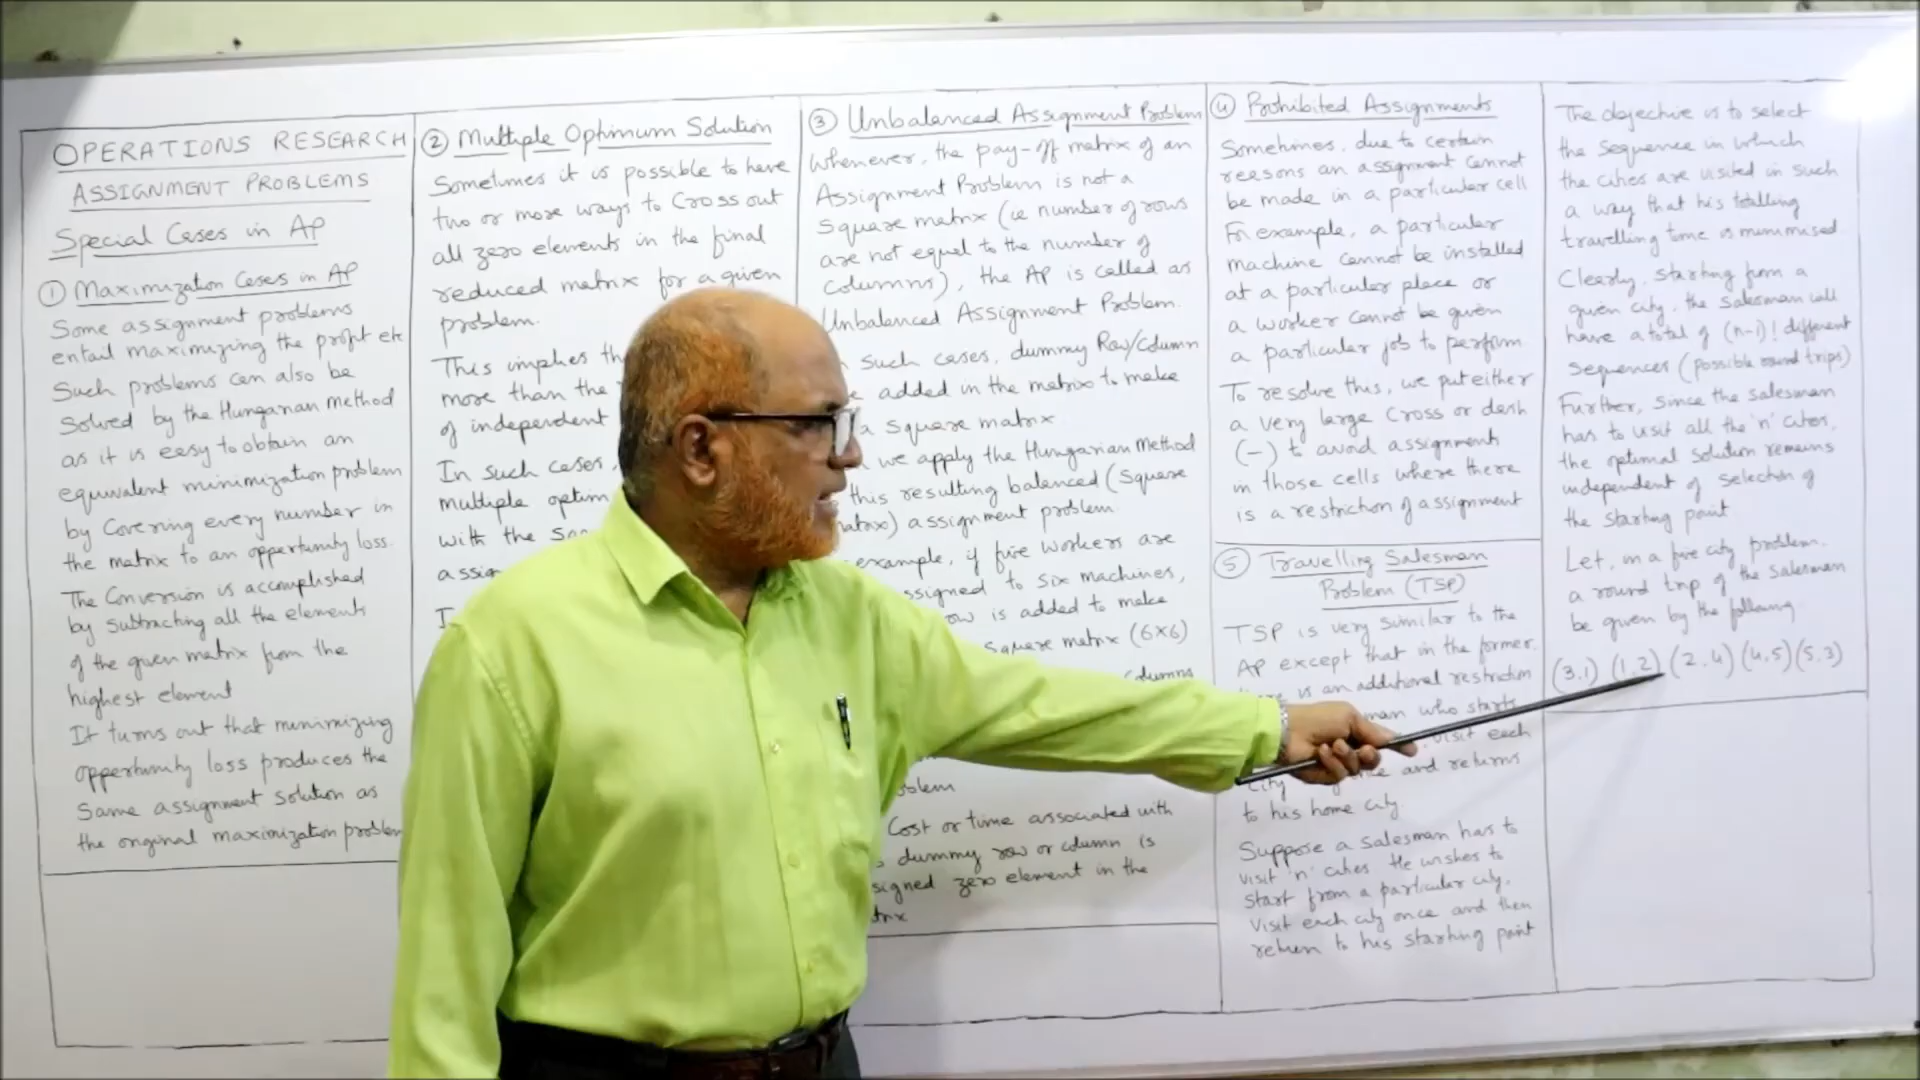 OPERATIONS RESEARCH
ASSIGNMENT PROBLEMS
Special Cases in AP
① Maximization Cases in AP
Some assignment problems
entail maximizing the profit etc
Such problems can also be
solved by the Hungarian Method
as it is easy to obtain an
equivalent minimization problem
by Covering every number in
the matrix to an oppertunity loss.
The Conversion is accomplished
by subtracting all the elements
of the given matrix from the
highest element
It turns out that minimizing
oppertunity loss produces the
Same assignment solution as
the original maximization problem
② Multiple Optimum Solution
Sometimes it is possible to have
two or more ways to Cross out
all zero elements in the final
reduced matrix for a given
problem.
This implies
more than the
of independent
In such cases,
multiple
with the
③ Unbalanced Assignment Problem
Whenever, the pay-off matrix of an
Assignment Problem is not a
Square matrix (ie number of rows
are not equal to the number of
columns), the AP is called as
Unbalanced Assignment Problem.
such cases, dummy Row/Column
added in the matrix to make
a square matrix
we apply the Hungarian Method
this resulting balanced (Square
) assignment problem
example, if five workers are
to six machines,
is added to make
Square matrix (6×6)
Cost or time associated with
dummy row or column is
zero element in the
④ Prohibited Assignments
Sometimes, due to certain
reasons an assignment cannot
be made in a particular cell
For example, a particular
machine cannot be installed
at a particular place or
a worker cannot be given
a particular job to perform
To resolve this, we put either
a very large Cross or dash
(-) to avoid assignments
in those cells where there
is a restriction of assignment
⑤ Travelling Salesman
Problem (TSP)
TSP is very similar to the
AP except that in the former,
is an additional restriction
who starts
visit each
and returns
to his home city.
Suppose a salesman has to
visit 'n' cities. He wishes to
start from a particular city,
visit each city once and then
return to his starting point
The objective is to select
the sequence in which
the cities are visited in such
a way that his totalling
travelling time is minimised
Clearly, starting from a
given city, the salesman will
have a total of (n-1)! different
sequences (possible round trips)
Further, since the salesman
has to visit all the 'n' cities,
the optimal solution remains
independent of selection of
the starting point
Let, in a five city problem.
a round trip of the salesman
be given by the following
(3,1) (1,2) (2,4) (4,5) (5,3)